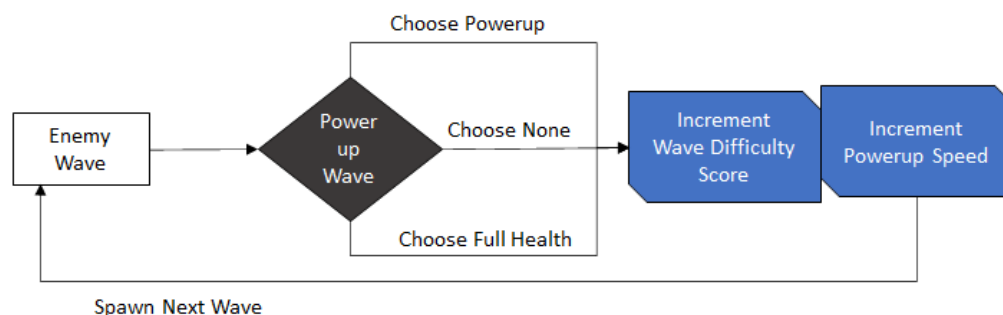 Choose Powerup
Enemy
Wave
Power
up
Wave
Choose None
Increment
Wave Difficulty
Score
Increment
Powerup Speed
Choose Full Health
Spawn Next Wave